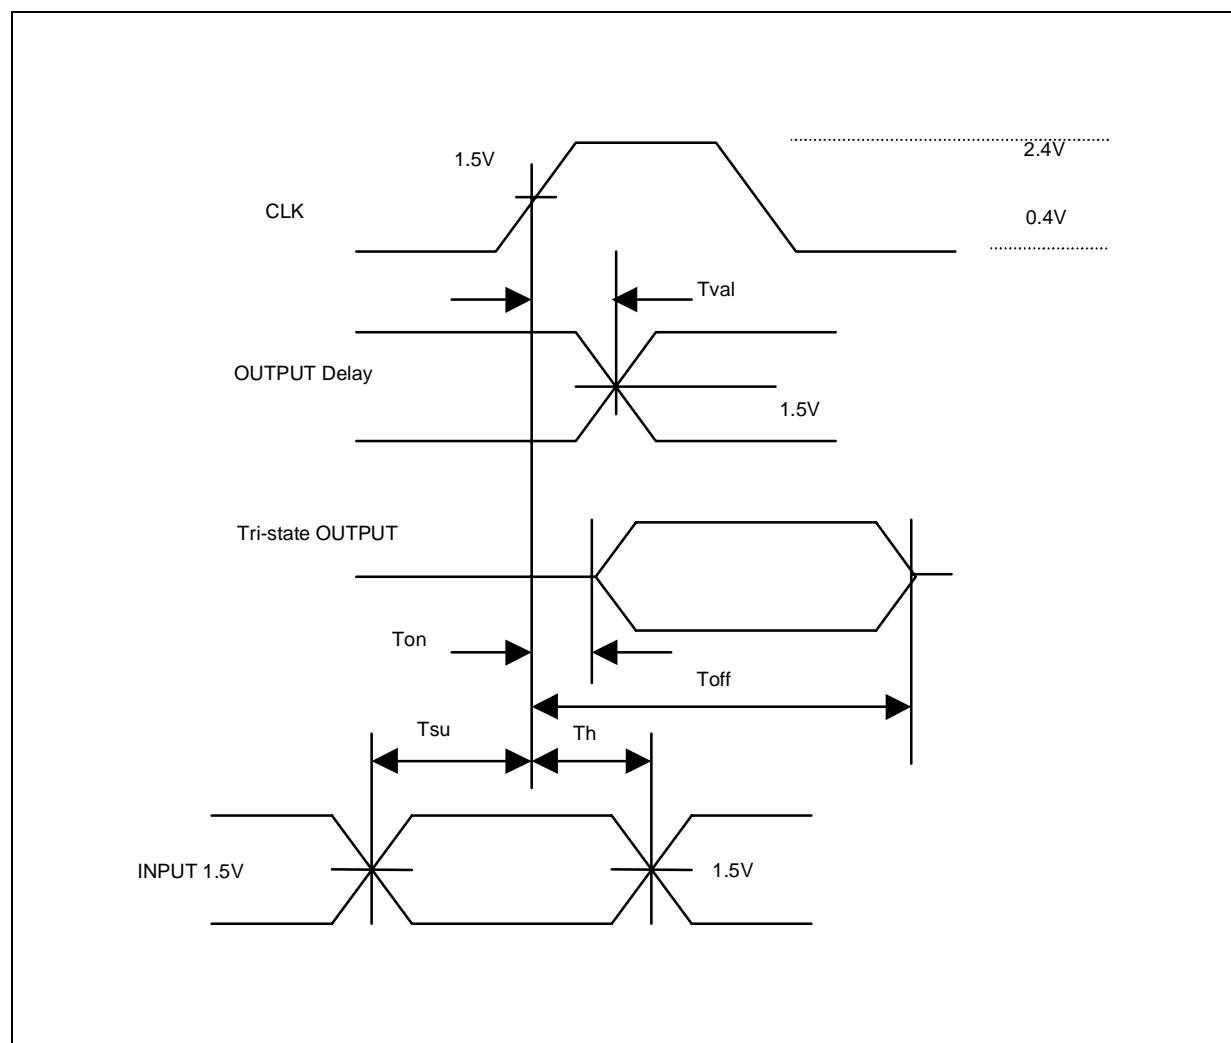 1.5V
2.4V
CLK
0.4V
Tval
OUTPUT Delay
1.5V
Tri-state OUTPUT
Ton
Toff
Tsu
Th
INPUT 1.5V
1.5V